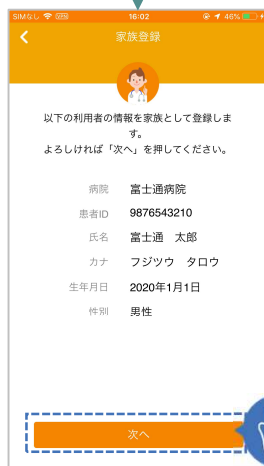 SIMなし 16:02 46%
家族登録
以下の利用者の情報を家族として登録しま
す。
よろしければ「次へ」を押してください。
病院 富士通病院
患者ID 9876543210
氏名 富士通 太郎
カナ フジツウ タロウ
生年月日 2020年1月1日
性別 男性
次へ